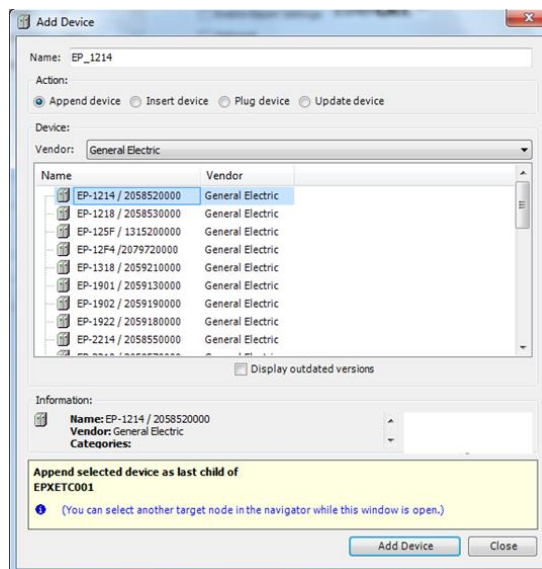 Add Device
Name: EP_1214
Action:
Append device Insert device Plug device Update device
Device:
Vendor: General Electric
Name Vendor
EP-1214 / 2058520000 General Electric
EP-1218 / 2058530000 General Electric
EP-125F / 1315200000 General Electric
EP-12F4 /2079720000 General Electric
EP-1318 / 2059210000 General Electric
EP-1901 / 2059130000 General Electric
EP-1902 / 2059190000 General Electric
EP-1922 / 2059180000 General Electric
EP-2214 / 2058550000 General Electric
Display outdated versions
Information:
Name: EP-1214 / 2058520000
Vendor: General Electric
Categories:
Append selected device as last child of
EPXETC001
(You can select another target node in the navigator while this window is open.)
Add Device Close